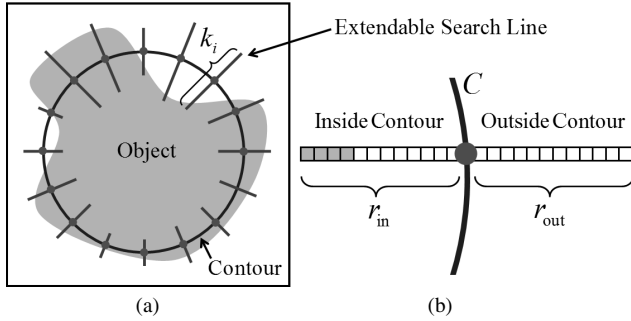 Extendable Search Line
k_i
Object
Contour
(a)
C
Inside Contour
Outside Contour
r_in
r_out
(b)